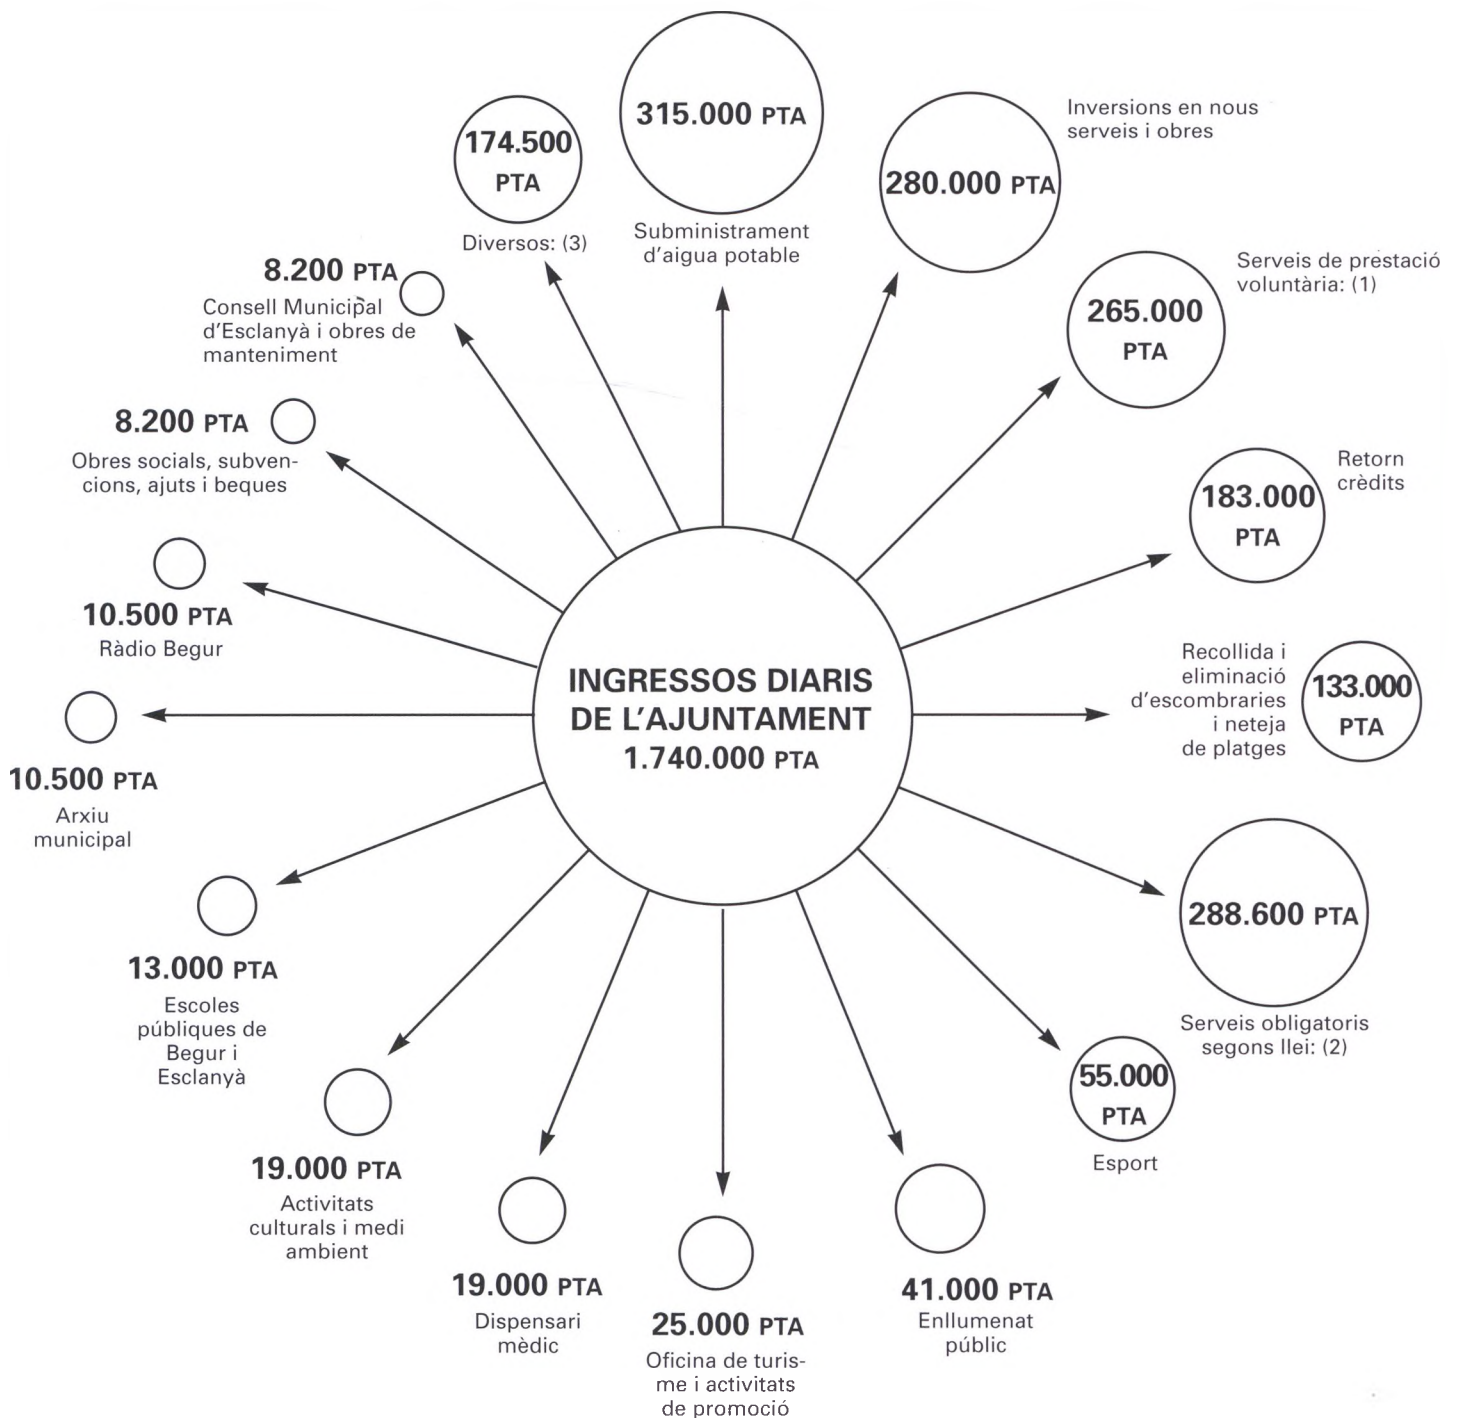 315.000 PTA
Subministrament
d'aigua potable
280.000 PTA
Inversions en nous
serveis i obres
265.000
PTA
Serveis de prestació
voluntària: (1)
183.000
PTA
Retorn
crèdits
133.000
PTA
Recollida i
eliminació
d'escombraries
i neteja
de platges
288.600 PTA
Serveis obligatoris
segons llei: (2)
55.000
PTA
Esport
41.000 PTA
Enllumenat
públic
25.000 PTA
Oficina de turis-
me i activitats
de promoció
19.000 PTA
Dispensari
mèdic
19.000 PTA
Activitats
culturals i medi
ambient
13.000 PTA
Escoles
públiques de
Begur i
Esclanyà
10.500 PTA
Arxiu
municipal
10.500 PTA
Ràdio Begur
8.200 PTA
Obres socials, subven-
cions, ajuts i beques
8.200 PTA
Consell Municipal
d'Esclanyà i obres de
manteniment
174.500
PTA
Diversos: (3)
INGRESSOS DIARIS
DE L'AJUNTAMENT
1.740.000 PTA